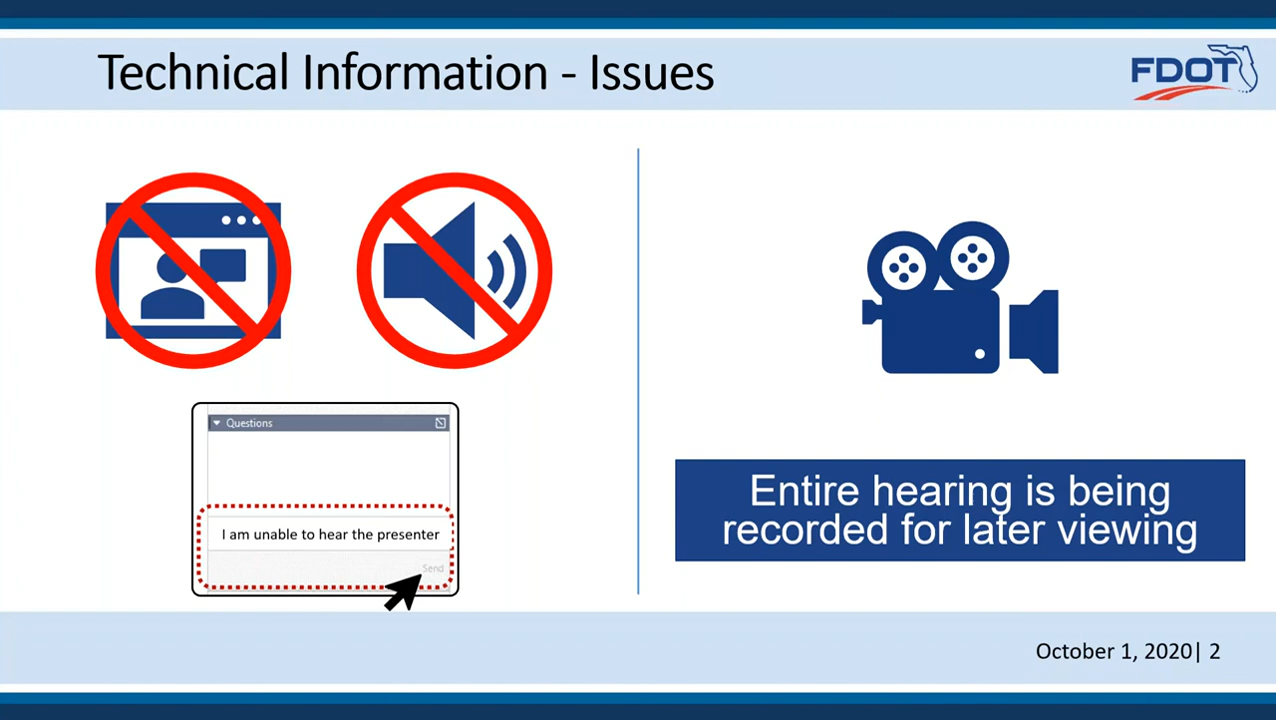 Technical Information - Issues
FDOT
Questions
I am unable to hear the presenter
Send
Entire hearing is being
recorded for later viewing
October 1, 2020| 2